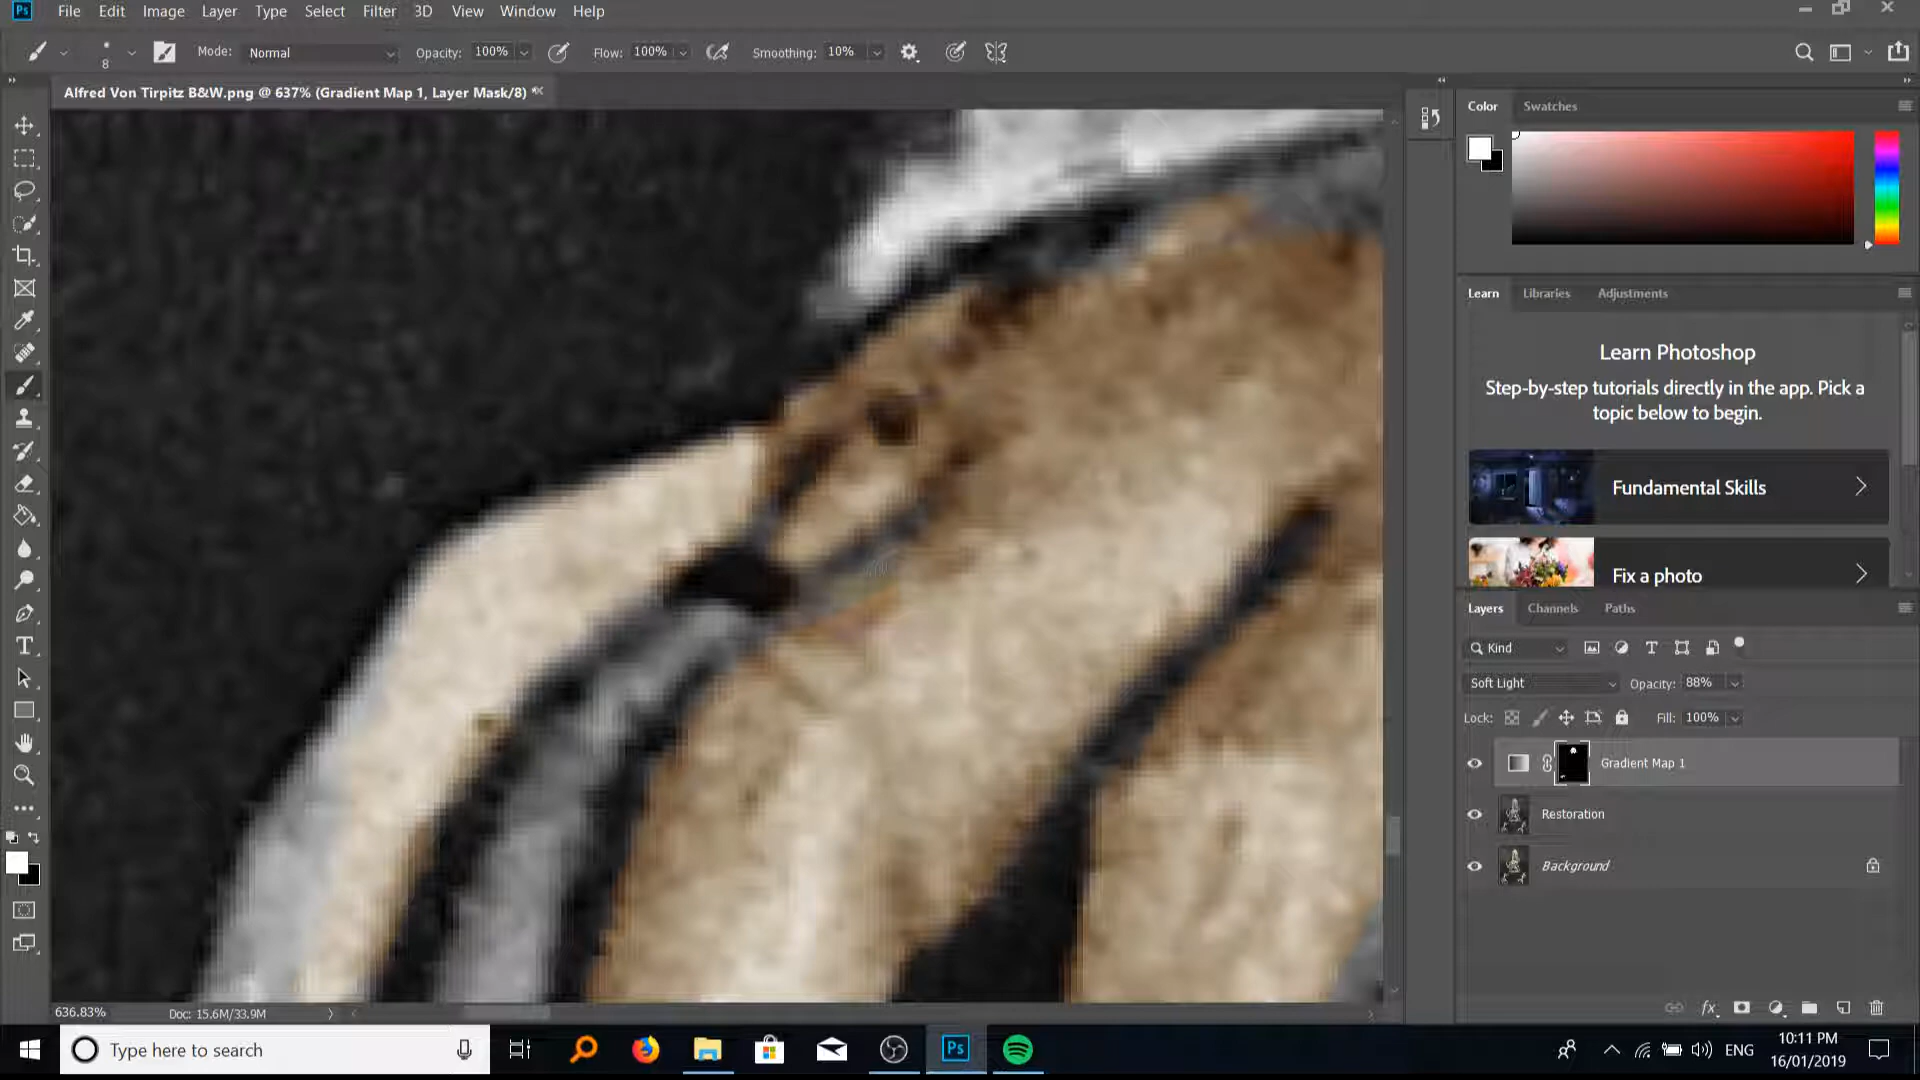 Ps File Edit Image Layer Type Select Filter 3D View Window Help
8 Mode: Normal Opacity: 100% Flow: 100% Smoothing: 10%
Alfred Von Tirpitz B&W.png @ 637% (Gradient Map 1, Layer Mask/8) *
Color Swatches
Learn Libraries Adjustments
Learn Photoshop
Step-by-step tutorials directly in the app. Pick a
topic below to begin.
Fundamental Skills
Fix a photo
Layers Channels Paths
Kind
Soft Light Opacity: 88%
Lock: Fill: 100%
Gradient Map 1
Restoration
Background
fx
636.83% Doc: 15.6M/33.9M
Type here to search
Ps
ENG
10:11 PM
16/01/2019